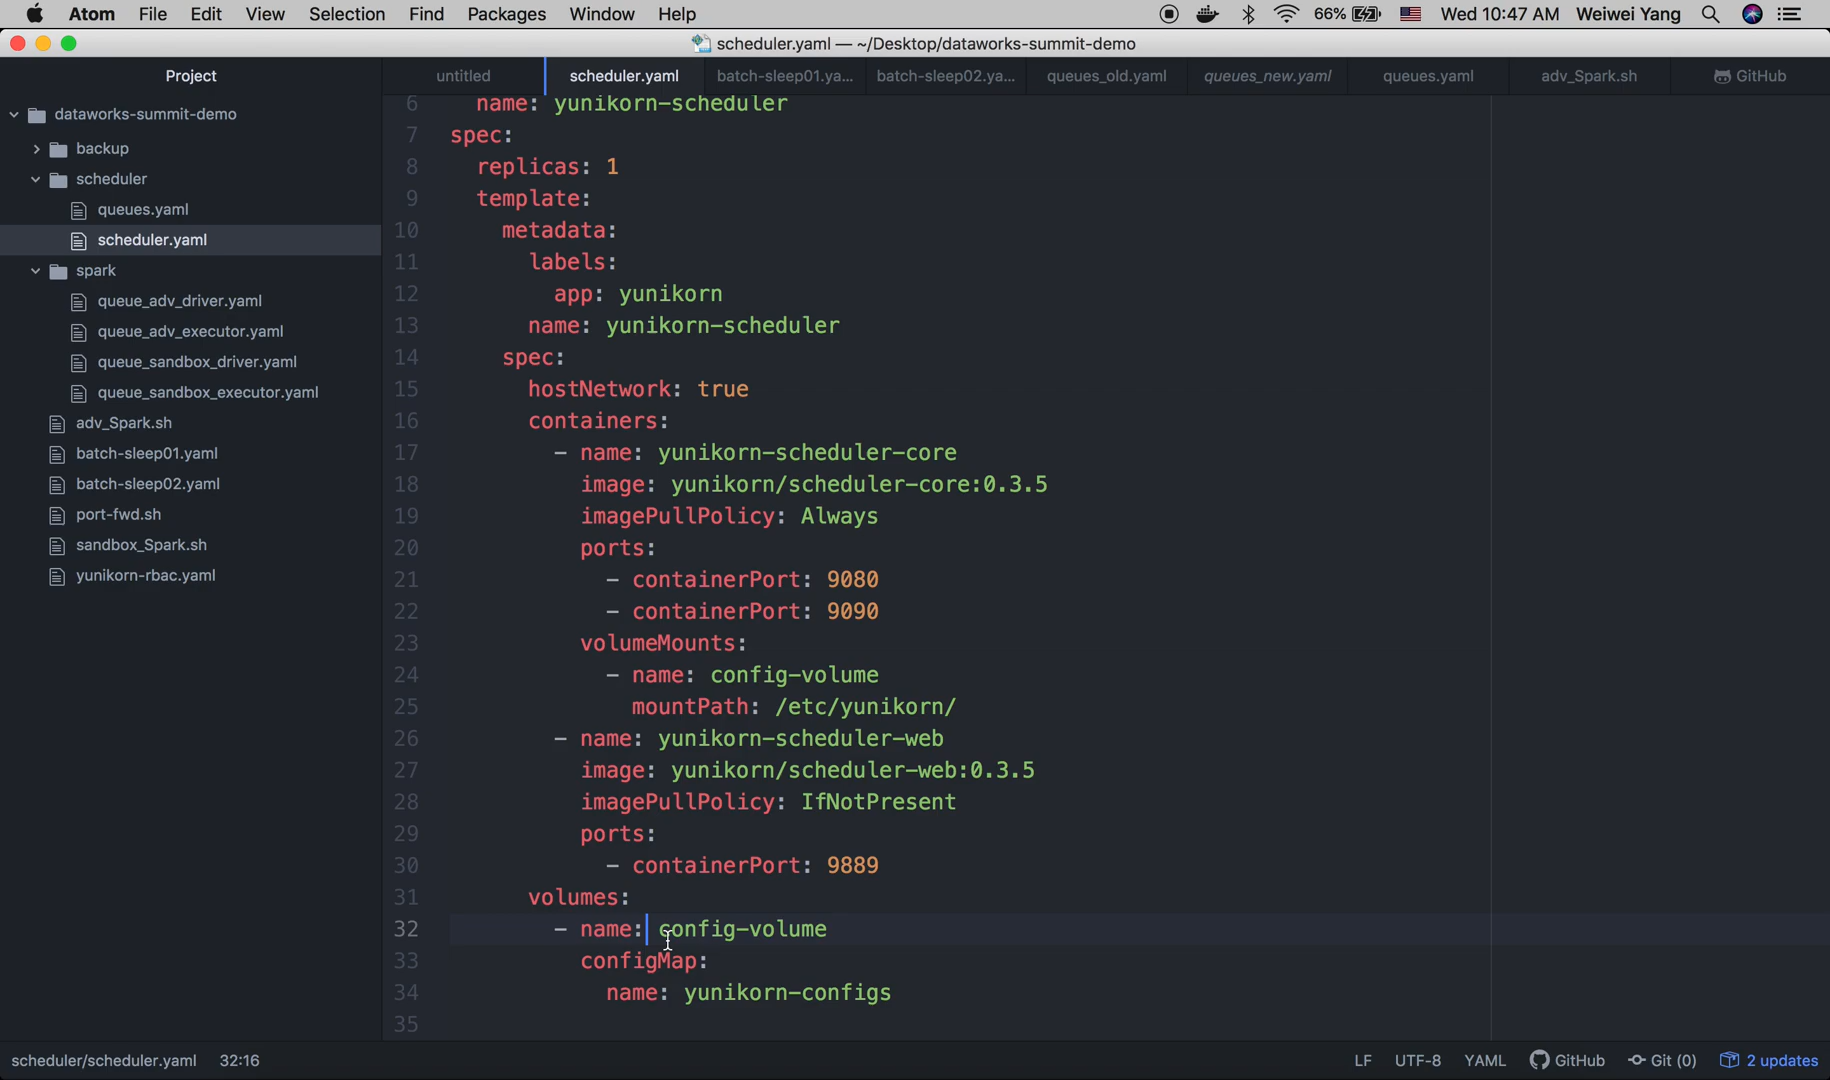 Atom File Edit View Selection Find Packages Window Help 66% Wed 10:47 AM Weiwei Yang
scheduler.yaml — ~/Desktop/dataworks-summit-demo
Project
untitled scheduler.yaml batch-sleep01.ya... batch-sleep02.ya... queues_old.yaml queues_new.yaml queues.yaml adv_Spark.sh GitHub
dataworks-summit-demo
backup
scheduler
queues.yaml
scheduler.yaml
spark
queue_adv_driver.yaml
queue_adv_executor.yaml
queue_sandbox_driver.yaml
queue_sandbox_executor.yaml
adv_Spark.sh
batch-sleep01.yaml
batch-sleep02.yaml
port-fwd.sh
sandbox_Spark.sh
yunikorn-rbac.yaml
6 name: yunikorn-scheduler
7 spec:
8 replicas: 1
9 template:
10 metadata:
11 labels:
12 app: yunikorn
13 name: yunikorn-scheduler
14 spec:
15 hostNetwork: true
16 containers:
17 - name: yunikorn-scheduler-core
18 image: yunikorn/scheduler-core:0.3.5
19 imagePullPolicy: Always
20 ports:
21 - containerPort: 9080
22 - containerPort: 9090
23 volumeMounts:
24 - name: config-volume
25 mountPath: /etc/yunikorn/
26 - name: yunikorn-scheduler-web
27 image: yunikorn/scheduler-web:0.3.5
28 imagePullPolicy: IfNotPresent
29 ports:
30 - containerPort: 9889
31 volumes:
32 - name: config-volume
33 configMap:
34 name: yunikorn-configs
35
scheduler/scheduler.yaml 32:16 LF UTF-8 YAML GitHub Git (0) 2 updates